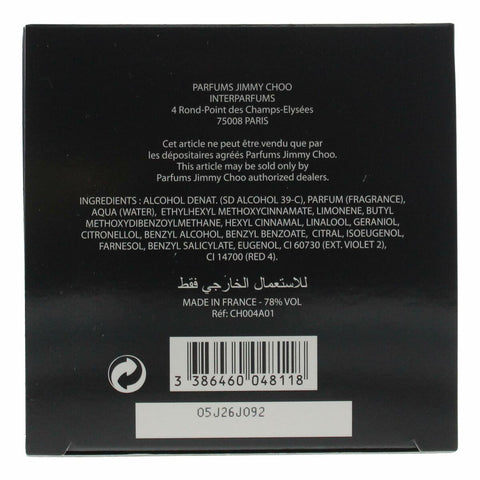 PARFUMS JIMMY CHOO
INTERPARFUMS
4 Rond-Point des Champs-Elysées
75008 PARIS
Cet article ne peut être vendu que par
les dépositaires agréés Parfums Jimmy Choo.
This article may be sold only by
Parfums Jimmy Choo authorized dealers.
INGREDIENTS : ALCOHOL DENAT. (SD ALCOHOL 39-C), PARFUM (FRAGRANCE),
AQUA (WATER), ETHYLHEXYL METHOXYCINNAMATE, LIMONENE, BUTYL
METHOXYDIBENZOYLMETHANE, HEXYL CINNAMAL, LINALOOL, GERANIOL,
CITRONELLOL, BENZYL ALCOHOL, BENZYL BENZOATE, CITRAL, ISOEUGENOL,
FARNESOL, BENZYL SALICYLATE, EUGENOL, CI 60730 (EXT. VIOLET 2),
CI 14700 (RED 4).
للاستعمال الخارجي فقط
MADE IN FRANCE - 78% VOL
Réf: CH004A01
3 386460 048118
05J26J092